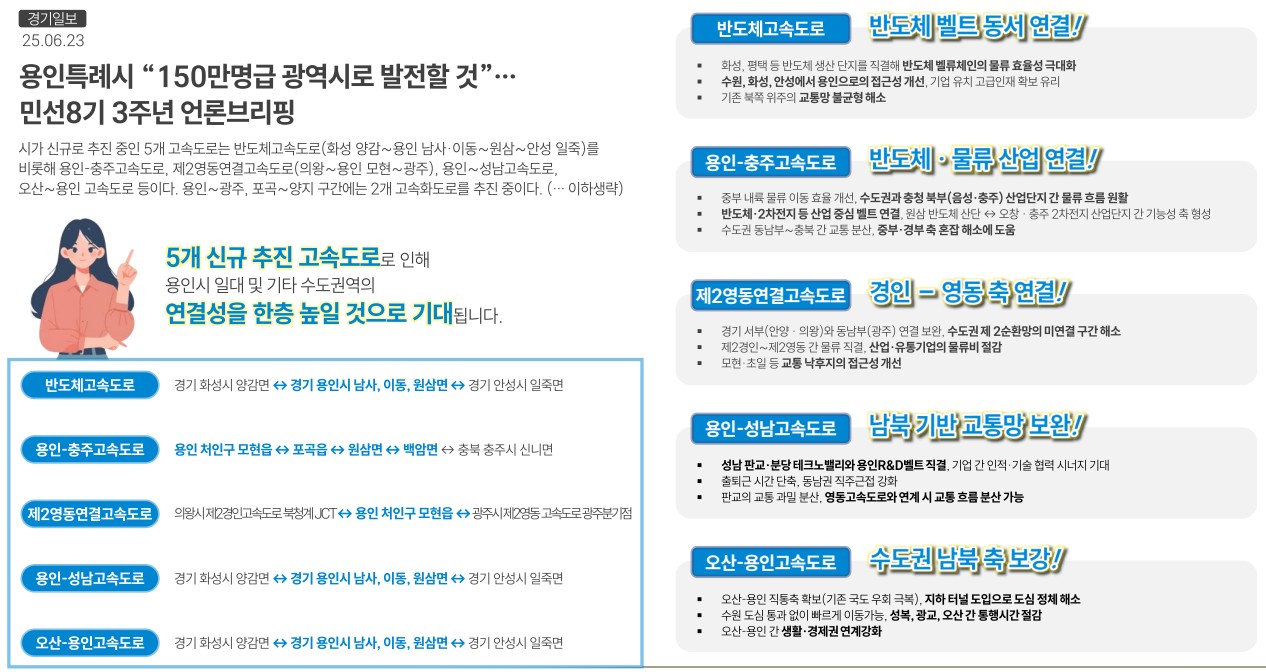 경기일보
25.06.23
용인특례시 “150만명급 광역시로 발전할 것”…
민선8기 3주년 언론브리핑
시가 신규로 추진 중인 5개 고속도로는 반도체고속도로(화성 양감~용인 남사·이동~원삼~안성 일죽)를
비롯해 용인-충주고속도로, 제2영동연결고속도로(의왕~용인 모현~광주), 용인~성남고속도로,
오산~용인 고속도로 등이다. 용인~광주, 포곡~양지 구간에는 2개 고속화도로를 추진 중이다. (… 이하생략)
5개 신규 추진 고속도로로 인해
용인시 일대 및 기타 수도권역의
연결성을 한층 높일 것으로 기대됩니다.
반도체고속도로 경기 화성시 양감면 ↔ 경기 용인시 남사, 이동, 원삼면 ↔ 경기 안성시 일죽면
용인-충주고속도로 용인 처인구 모현읍 ↔ 포곡읍 ↔ 원삼면 ↔ 백암면 ↔ 충북 충주시 신니면
제2영동연결고속도로 의왕시 제2경인고속도로 북청계 JCT ↔ 용인 처인구 모현읍 ↔ 광주시 제2영동 고속도로 광주분기점
용인-성남고속도로 경기 화성시 양감면 ↔ 경기 용인시 남사, 이동, 원삼면 ↔ 경기 안성시 일죽면
오산-용인고속도로 경기 화성시 양감면 ↔ 경기 용인시 남사, 이동, 원삼면 ↔ 경기 안성시 일죽면
반도체고속도로 반도체 벨트 동서 연결!
▪ 화성, 평택 등 반도체 생산 단지를 직결해 반도체 벨류체인의 물류 효율성 극대화
▪ 수원, 화성, 안성에서 용인으로의 접근성 개선, 기업 유치 고급인재 확보 유리
▪ 기존 북쪽 위주의 교통망 불균형 해소
용인-충주고속도로 반도체·물류 산업 연결!
▪ 중부 내륙 물류 이동 효율 개선, 수도권과 충청 북부(음성·충주) 산업단지 간 물류 흐름 원활
▪ 반도체·2차전지 등 산업 중심 벨트 연결, 원삼 반도체 산단 ↔ 오창·충주 2차전지 산업단지 간 기능성 축 형성
▪ 수도권 동남부~충북 간 교통 분산, 중부·경부 축 혼잡 해소에 도움
제2영동연결고속도로 경인 – 영동 축 연결!
▪ 경기 서부(안양·의왕)와 동남부(광주) 연결 보완, 수도권 제 2순환망의 미연결 구간 해소
▪ 제2경인~제2영동 간 물류 직결, 산업·유통기업의 물류비 절감
▪ 모현·초일 등 교통 낙후지의 접근성 개선
용인-성남고속도로 남북 기반 교통망 보완!
▪ 성남 판교·분당 테크노밸리와 용인R&D벨트 직결, 기업 간 인적·기술 협력 시너지 기대
▪ 출퇴근 시간 단축, 동남권 직주근접 강화
▪ 판교의 교통 과밀 분산, 영동고속도로와 연계 시 교통 흐름 분산 가능
오산-용인고속도로 수도권 남북 축 보강!
▪ 오산-용인 직통축 확보(기존 국도 우회 극복), 지하 터널 도입으로 도심 정체 해소
▪ 수원 도심 통과 없이 빠르게 이동가능, 성복, 광교, 오산 간 통행시간 절감
▪ 오산-용인 간 생활·경제권 연계강화